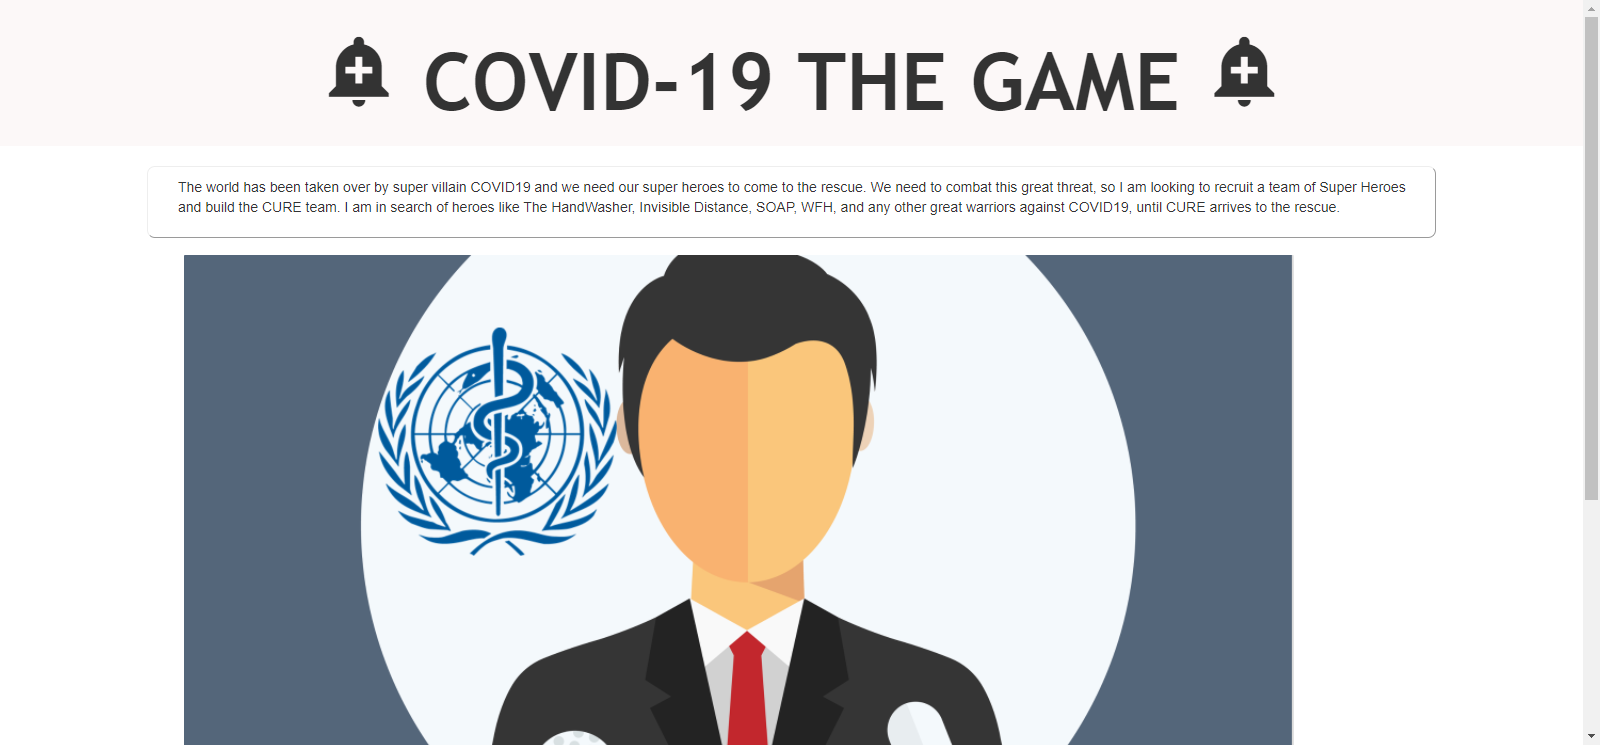 COVID-19 THE GAME
The world has been taken over by super villain COVID19 and we need our super heroes to come to the rescue. We need to combat this great threat, so I am looking to recruit a team of Super Heroes
and build the CURE team. I am in search of heroes like The HandWasher, Invisible Distance, SOAP, WFH, and any other great warriors against COVID19, until CURE arrives to the rescue.